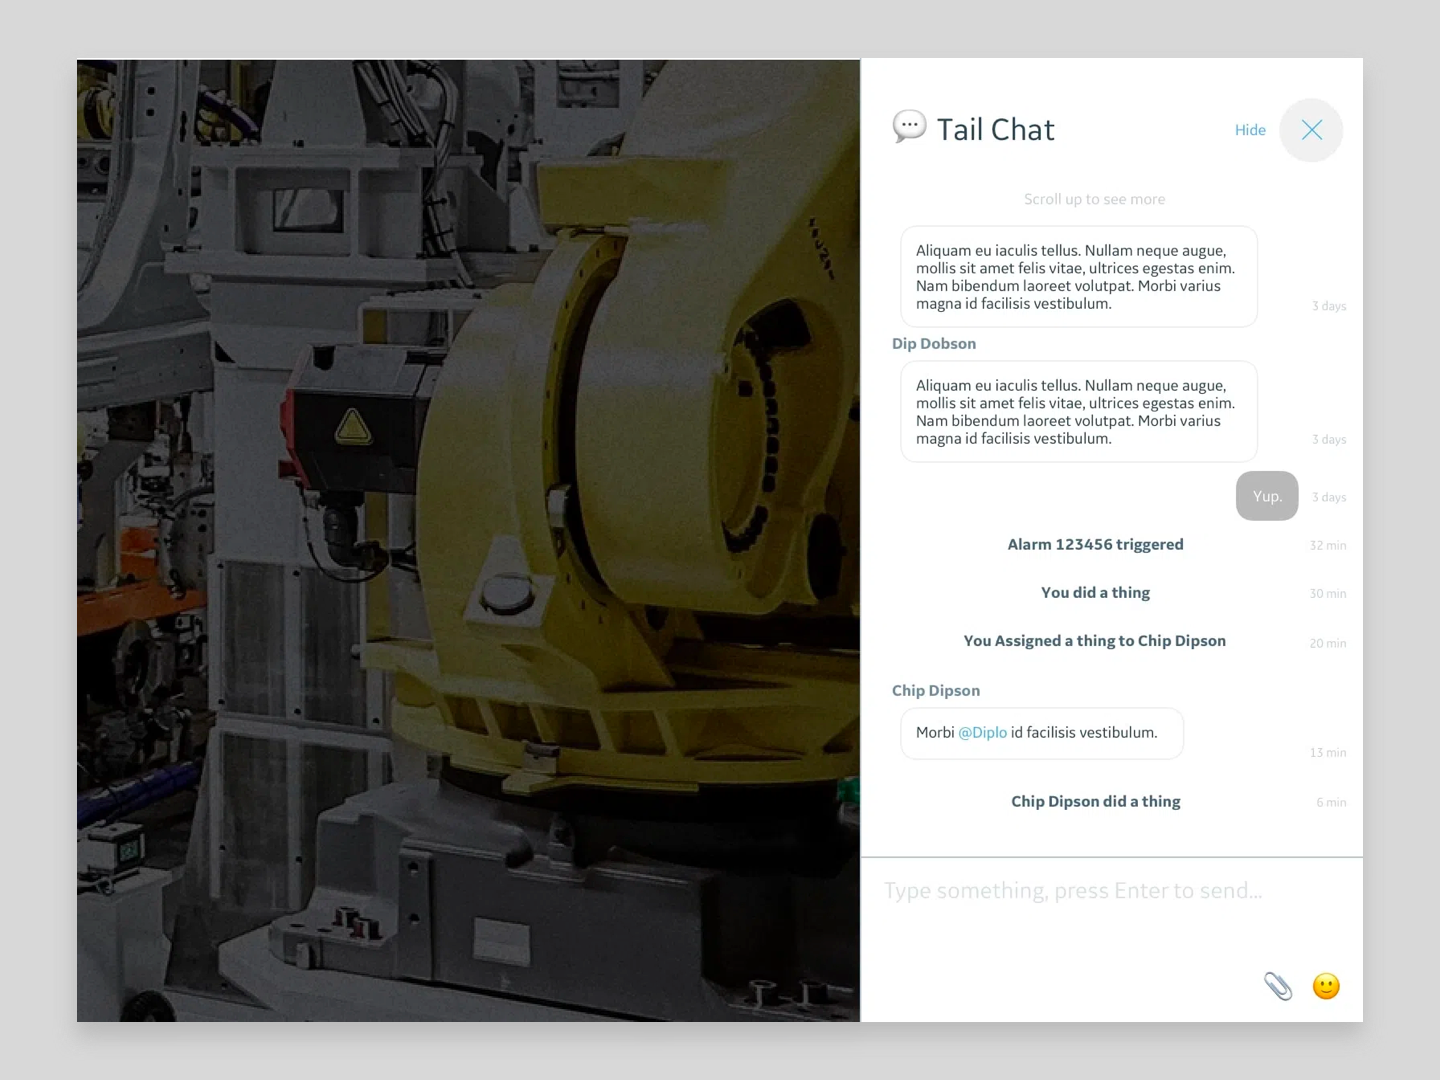 Tail Chat
Hide
Scroll up to see more
Aliquam eu iaculis tellus. Nullam neque augue,
mollis sit amet felis vitae, ultrices egestas enim.
Nam bibendum laoreet volutpat. Morbi varius
magna id facilisis vestibulum.
3 days
Dip Dobson
Aliquam eu iaculis tellus. Nullam neque augue,
mollis sit amet felis vitae, ultrices egestas enim.
Nam bibendum laoreet volutpat. Morbi varius
magna id facilisis vestibulum.
3 days
Yup.
3 days
Alarm 123456 triggered
32 min
You did a thing
30 min
You Assigned a thing to Chip Dipson
20 min
Chip Dipson
Morbi @Diplo id facilisis vestibulum.
13 min
Chip Dipson did a thing
6 min
Type something, press Enter to send...